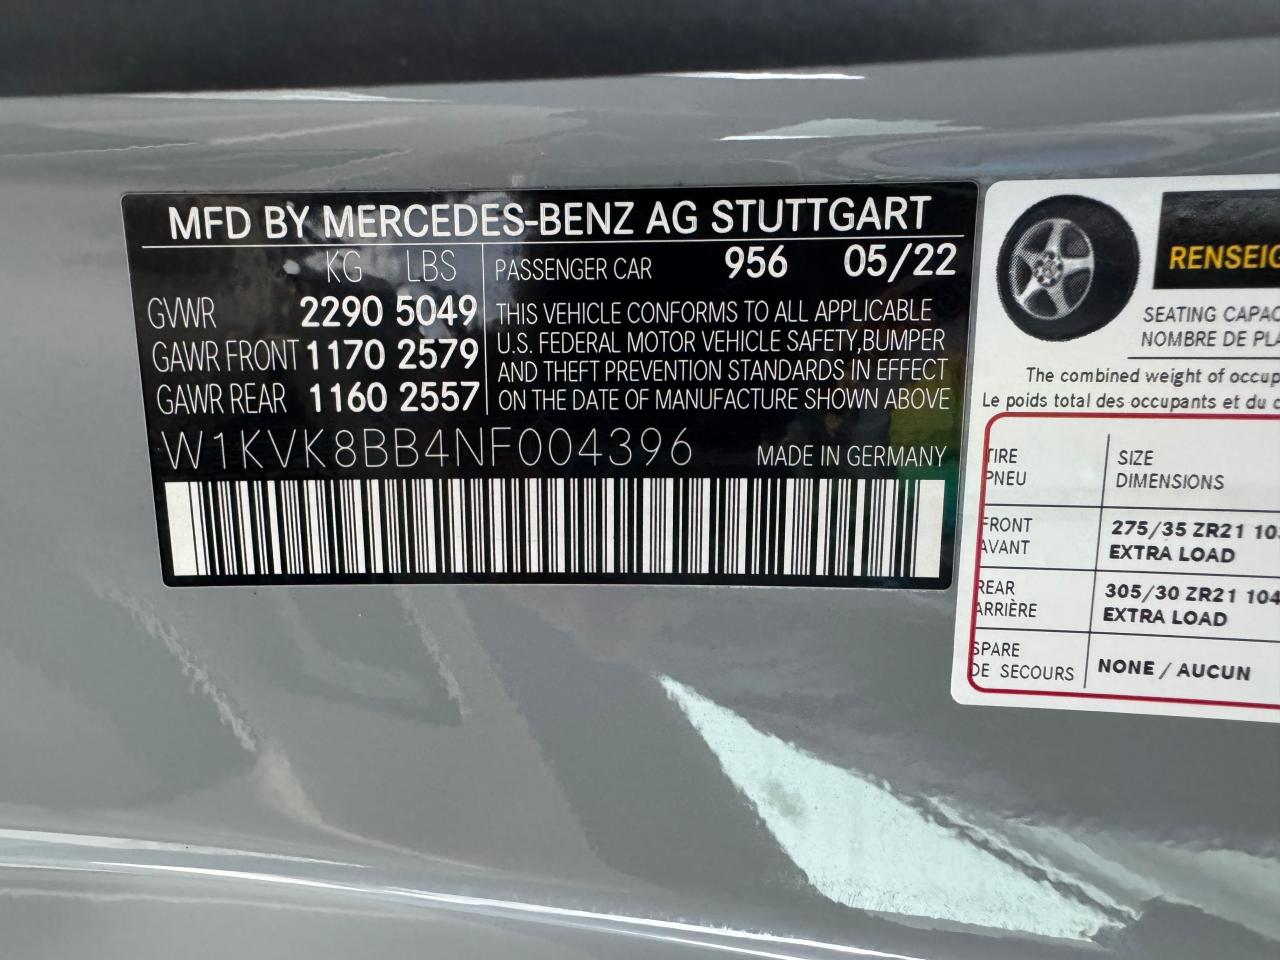 MFD BY MERCEDES-BENZ AG STUTTGART
KG LBS
GVWR 2290 5049
GAWR FRONT 1170 2579
GAWR REAR 1160 2557
PASSENGER CAR 956 05/22
THIS VEHICLE CONFORMS TO ALL APPLICABLE
U.S. FEDERAL MOTOR VEHICLE SAFETY,BUMPER
AND THEFT PREVENTION STANDARDS IN EFFECT
ON THE DATE OF MANUFACTURE SHOWN ABOVE
W1KVK8BB4NF004396 MADE IN GERMANY
SEATING
NOMBRE DE
The combined weight of
Le poids total des occupants et du
TIRE
PNEU
SIZE
DIMENSIONS
FRONT
AVANT
275/35 ZR21
EXTRA LOAD
REAR
ARRIÈRE
305/30 ZR21 104
EXTRA LOAD
SPARE
DE SECOURS
NONE / AUCUN